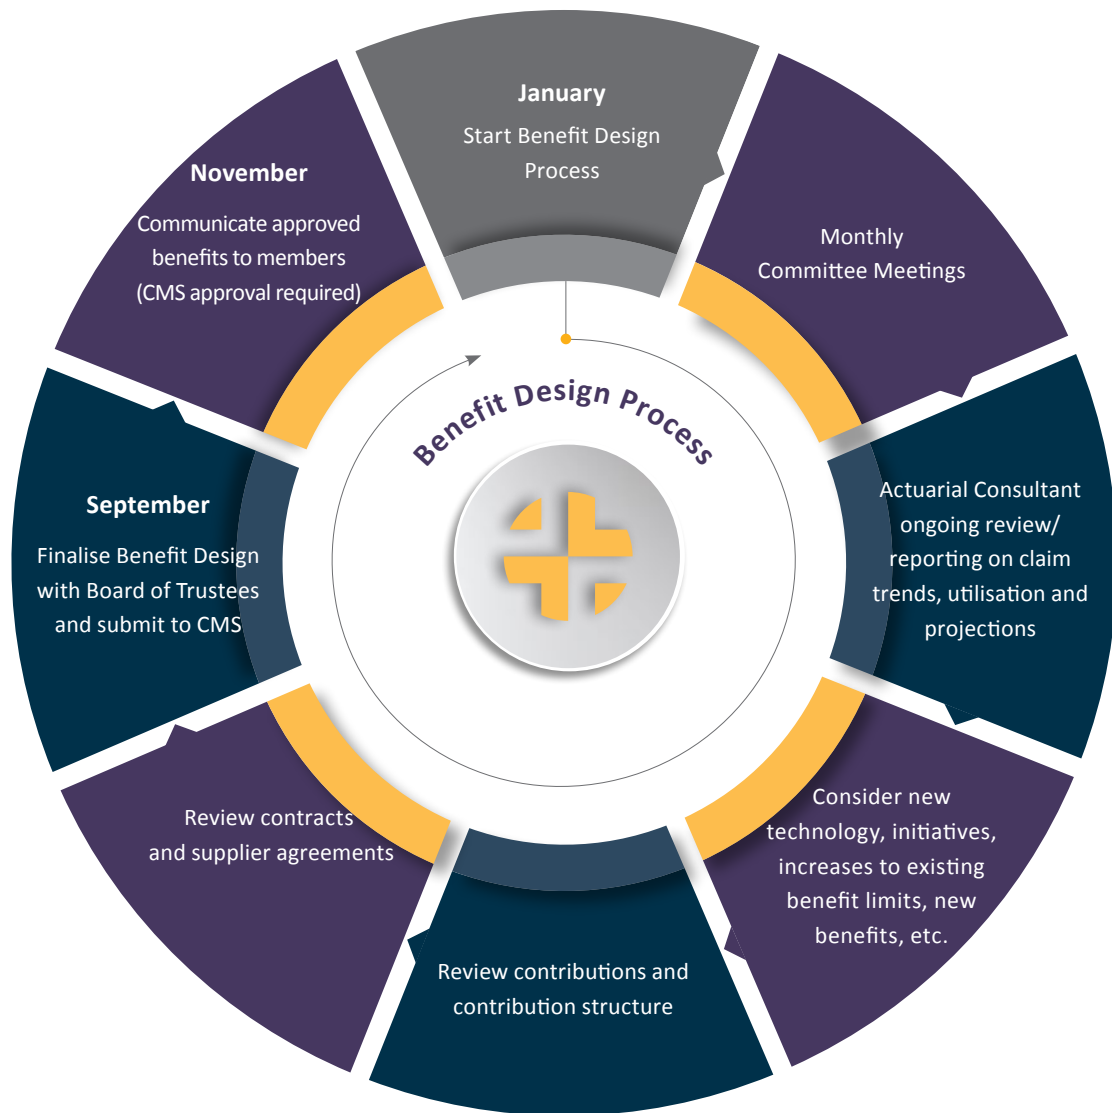 January
Start Benefit Design
Process
Monthly
Committee Meetings
Actuarial Consultant
ongoing review/
reporting on claim
trends, utilisation and
projections
Consider new
technology, initiatives,
increases to existing
benefit limits, new
benefits, etc.
Review contributions and
contribution structure
Review contracts
and supplier agreements
September
Finalise Benefit Design
with Board of Trustees
and submit to CMS
November
Communicate approved
benefits to members
(CMS approval required)
Benefit Design Process